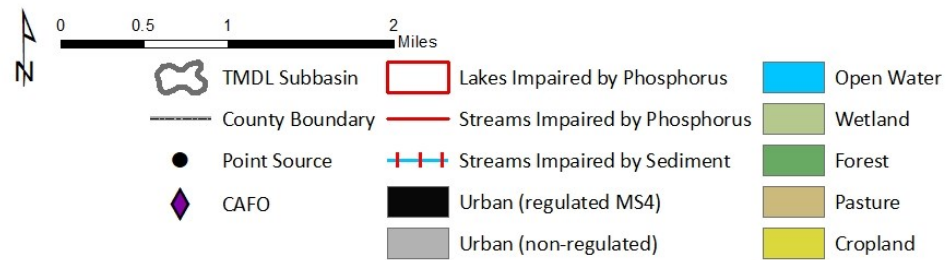 0 0.5 1 2
Miles
N
TMDL Subbasin
County Boundary
Point Source
CAFO
Lakes Impaired by Phosphorus
Streams Impaired by Phosphorus
Streams Impaired by Sediment
Urban (regulated MS4)
Urban (non-regulated)
Open Water
Wetland
Forest
Pasture
Cropland